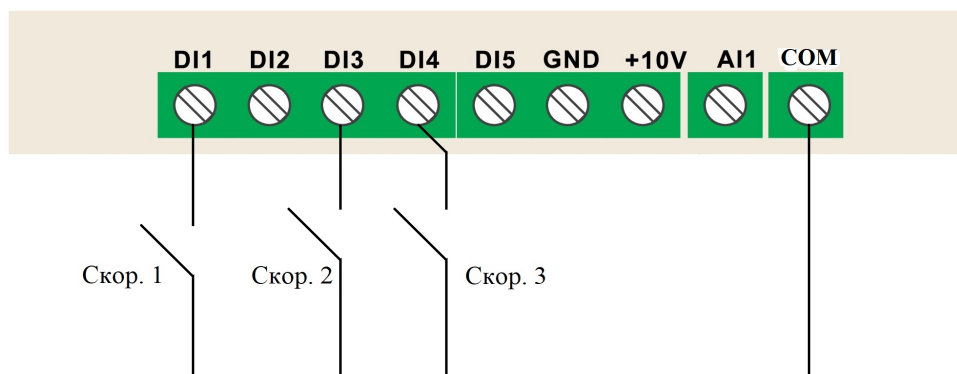 DI1 DI2 DI3 DI4 DI5 GND +10V AI1 COM
Скор. 1 Скор. 2 Скор. 3